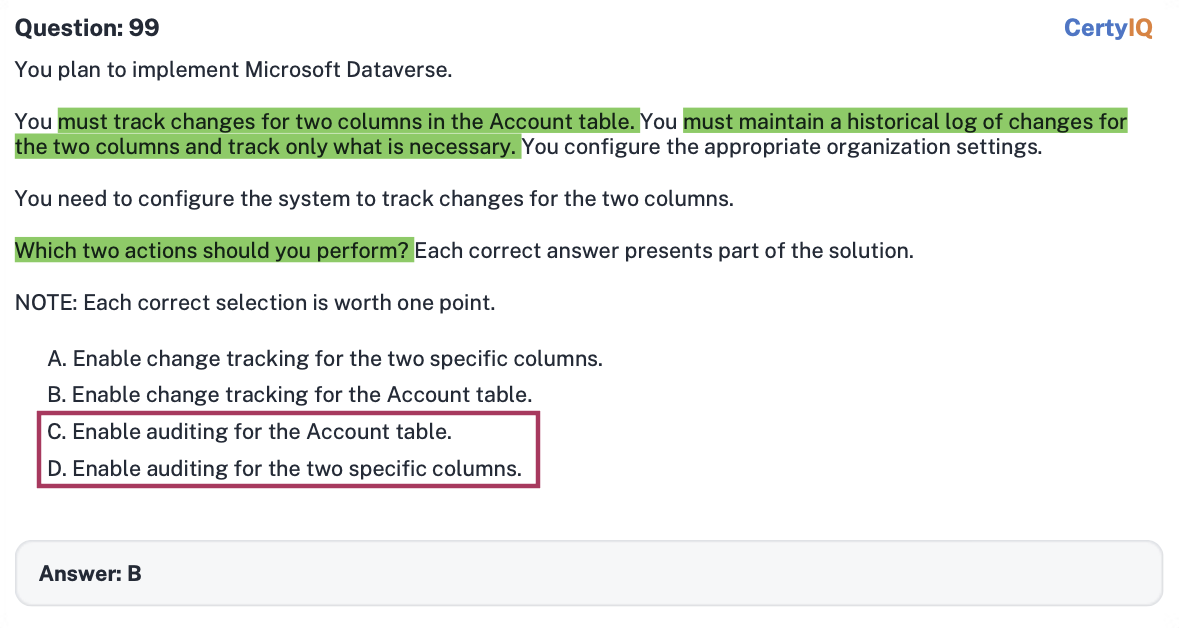 Question: 99
CertyIQ
You plan to implement Microsoft Dataverse.
You must track changes for two columns in the Account table. You must maintain a historical log of changes for
the two columns and track only what is necessary. You configure the appropriate organization settings.
You need to configure the system to track changes for the two columns.
Which two actions should you perform? Each correct answer presents part of the solution.
NOTE: Each correct selection is worth one point.
A. Enable change tracking for the two specific columns.
B. Enable change tracking for the Account table.
C. Enable auditing for the Account table.
D. Enable auditing for the two specific columns.
Answer: B